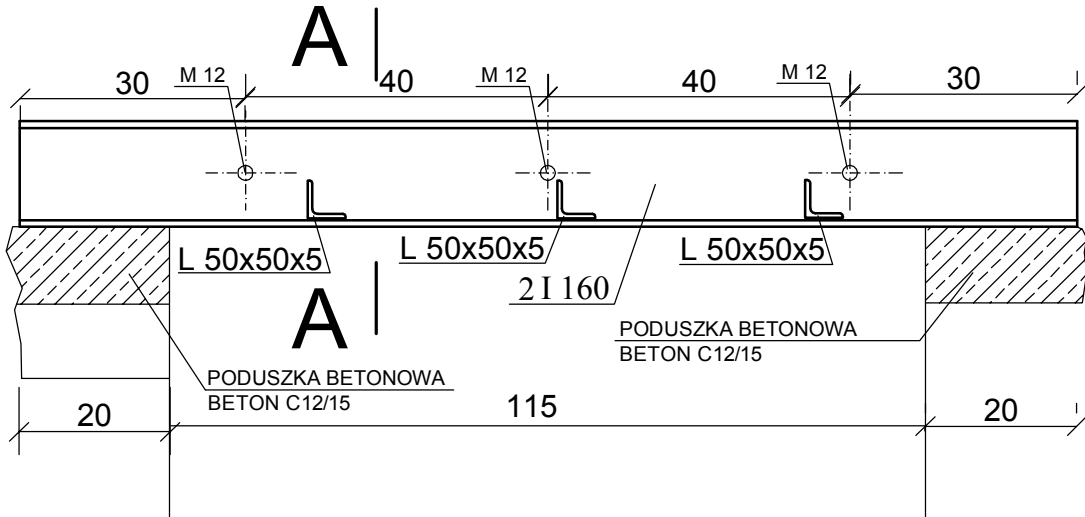 A
30
M 12
40
M 12
40
M 12
30
L 50x50x5
L 50x50x5
L 50x50x5
2 I 160
A
PODUSZKA BETONOWA
BETON C12/15
PODUSZKA BETONOWA
BETON C12/15
20
115
20